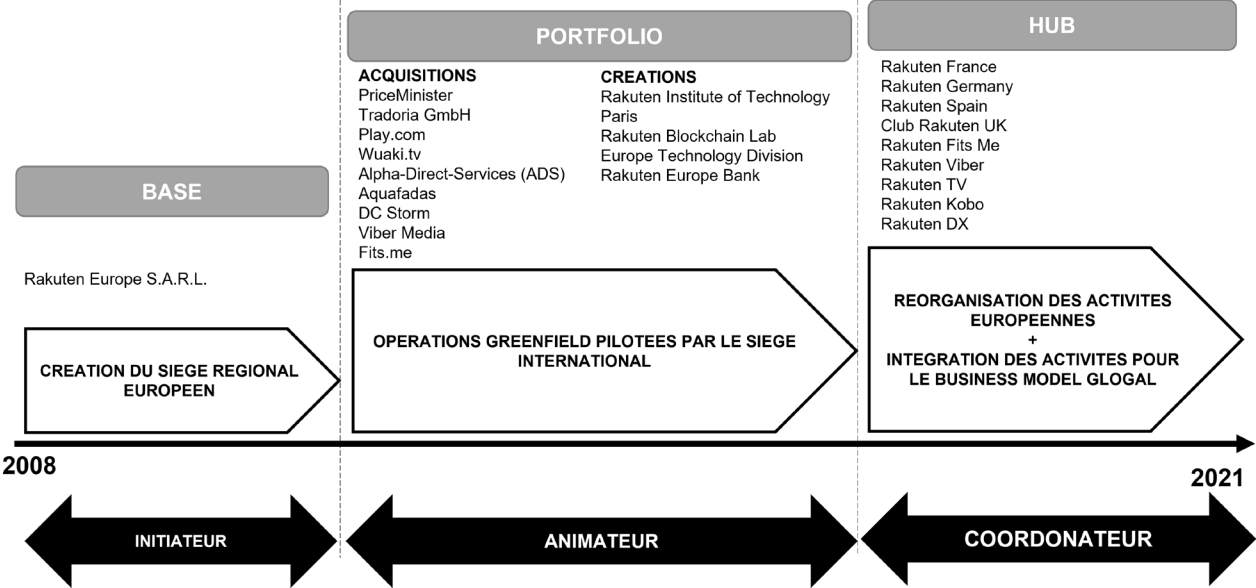 BASE
Rakuten Europe S.A.R.L.
CREATION DU SIEGE REGIONAL
EUROPEEN
PORTFOLIO
ACQUISITIONS
PriceMinister
Tradoria GmbH
Play.com
Wuaki.tv
Alpha-Direct-Services (ADS)
Aquafadas
DC Storm
Viber Media
Fits.me
CREATIONS
Rakuten Institute of Technology
Paris
Rakuten Blockchain Lab
Europe Technology Division
Rakuten Europe Bank
OPERATIONS GREENFIELD PILOTEES PAR LE SIEGE
INTERNATIONAL
HUB
Rakuten France
Rakuten Germany
Rakuten Spain
Club Rakuten UK
Rakuten Fits Me
Rakuten Viber
Rakuten TV
Rakuten Kobo
Rakuten DX
REORGANISATION DES ACTIVITES
EUROPEENNES
+
INTEGRATION DES ACTIVITES POUR
LE BUSINESS MODEL GLOGAL
2008
2021
INITIATEUR
ANIMATEUR
COORDONATEUR